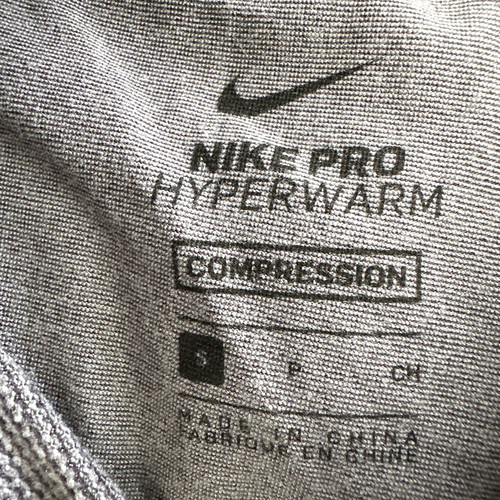 NIKE PRO
HYPERWARM
COMPRESSION
S P CH
MADE IN CHINA
FABRIQUE EN CHINE